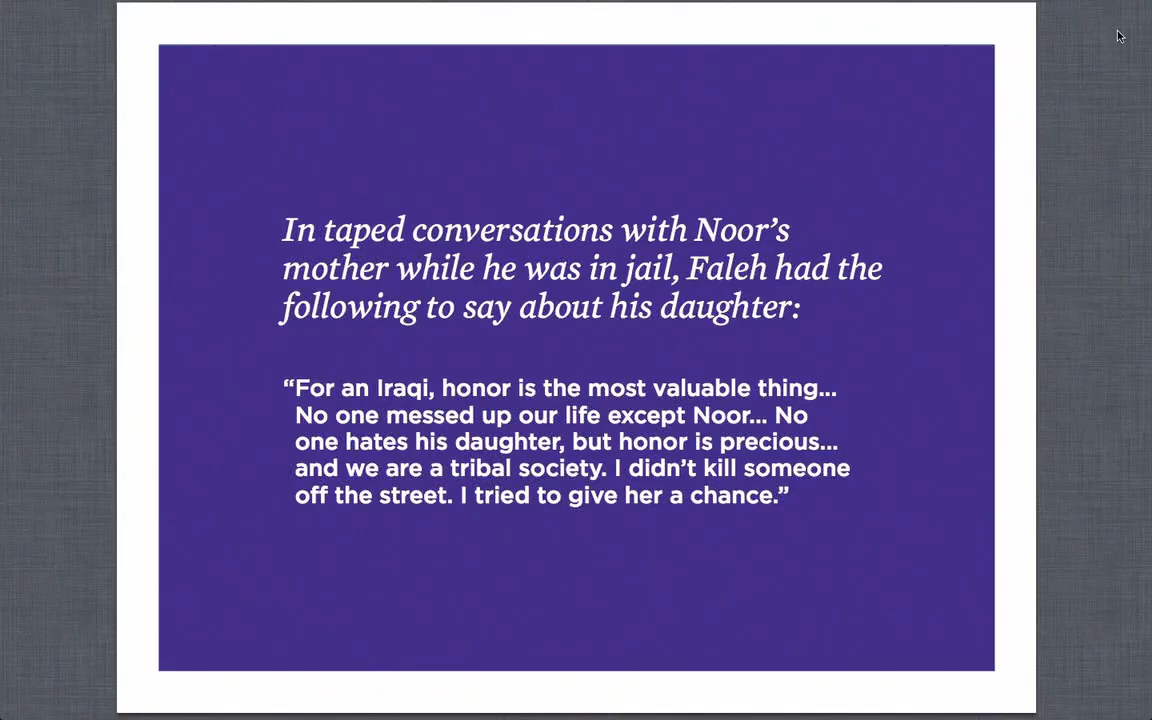 In taped conversations with Noor’s
mother while he was in jail, Faleh had the
following to say about his daughter:
“For an Iraqi, honor is the most valuable thing...
No one messed up our life except Noor... No
one hates his daughter, but honor is precious...
and we are a tribal society. I didn’t kill someone
off the street. I tried to give her a chance.”